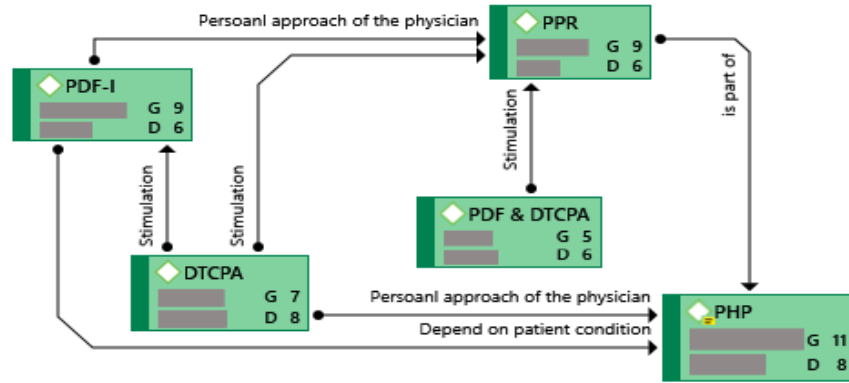 Persoanl approach of the physician
PPR
G 9
D 6
is part of
PDF-I
G 9
D 6
Stimulation
Stimulation
Stimulation
PDF & DTCPA
G 5
D 6
DTCPA
G 7
D 8
Persoanl approach of the physician
Depend on patient condition
PHP
G 11
D 8